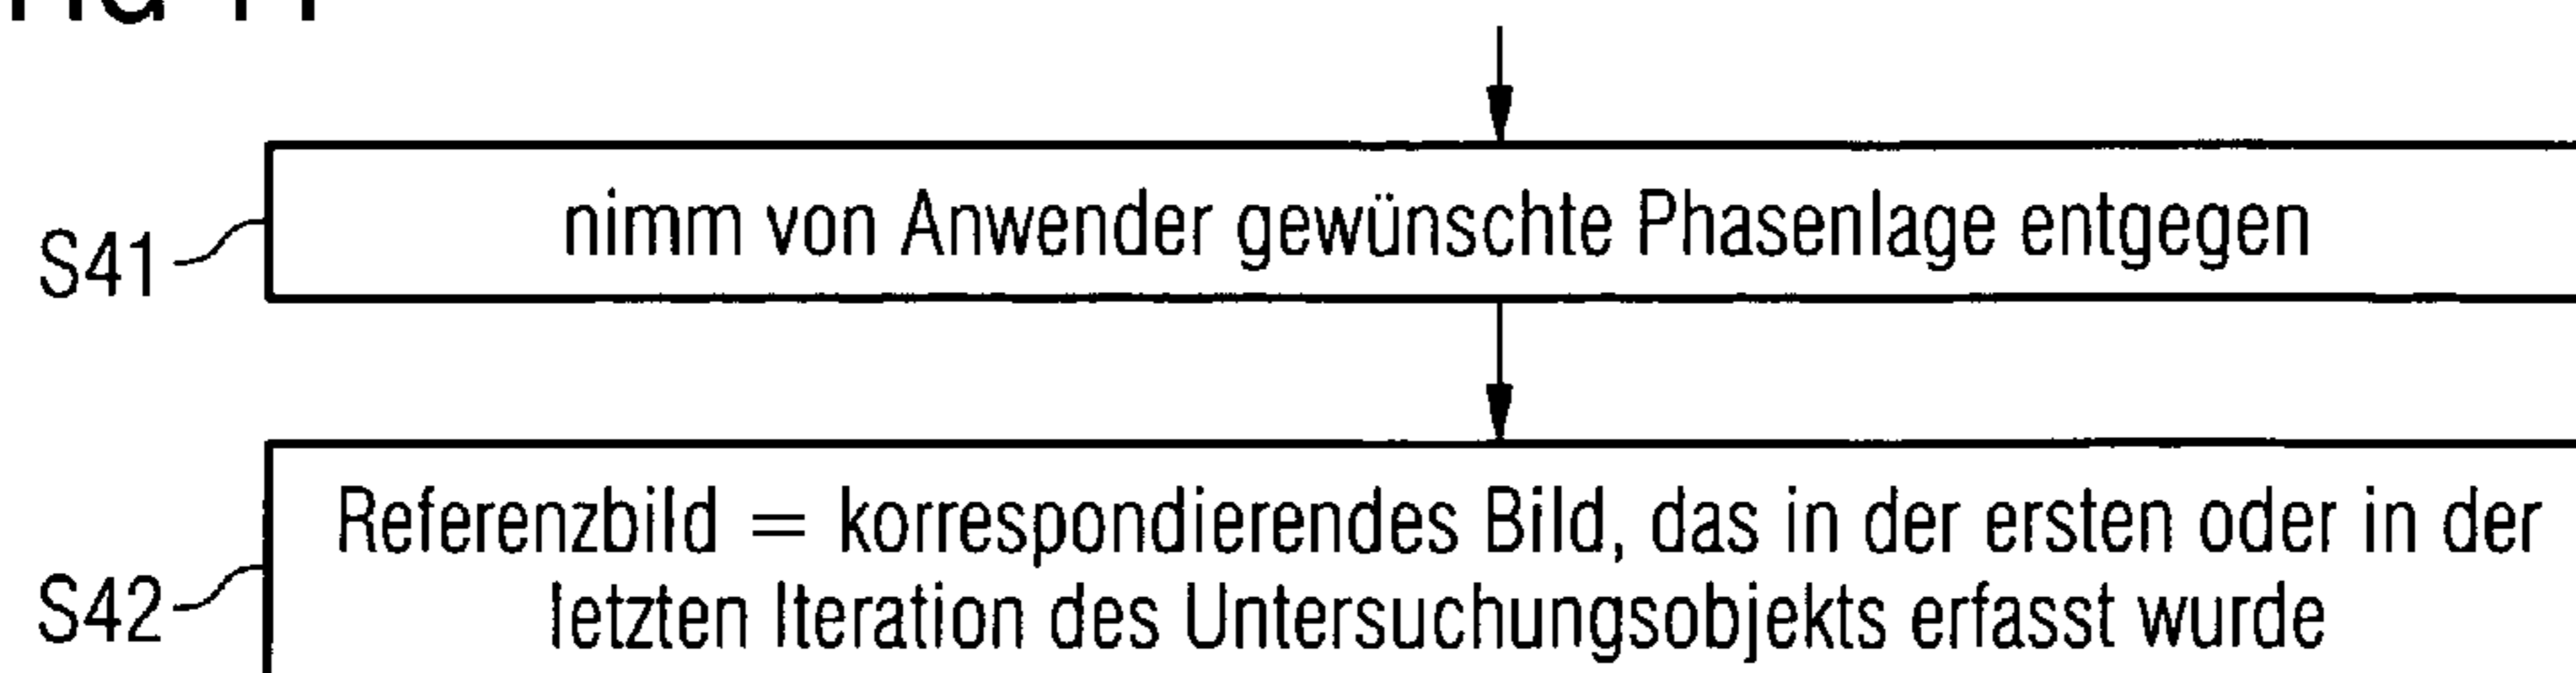 S41
nimm von Anwender gewünschte Phasenlage entgegen
S42
Referenzbild = korrespondierendes Bild, das in der ersten oder in der
letzten Iteration des Untersuchungsobjekts erfasst wurde